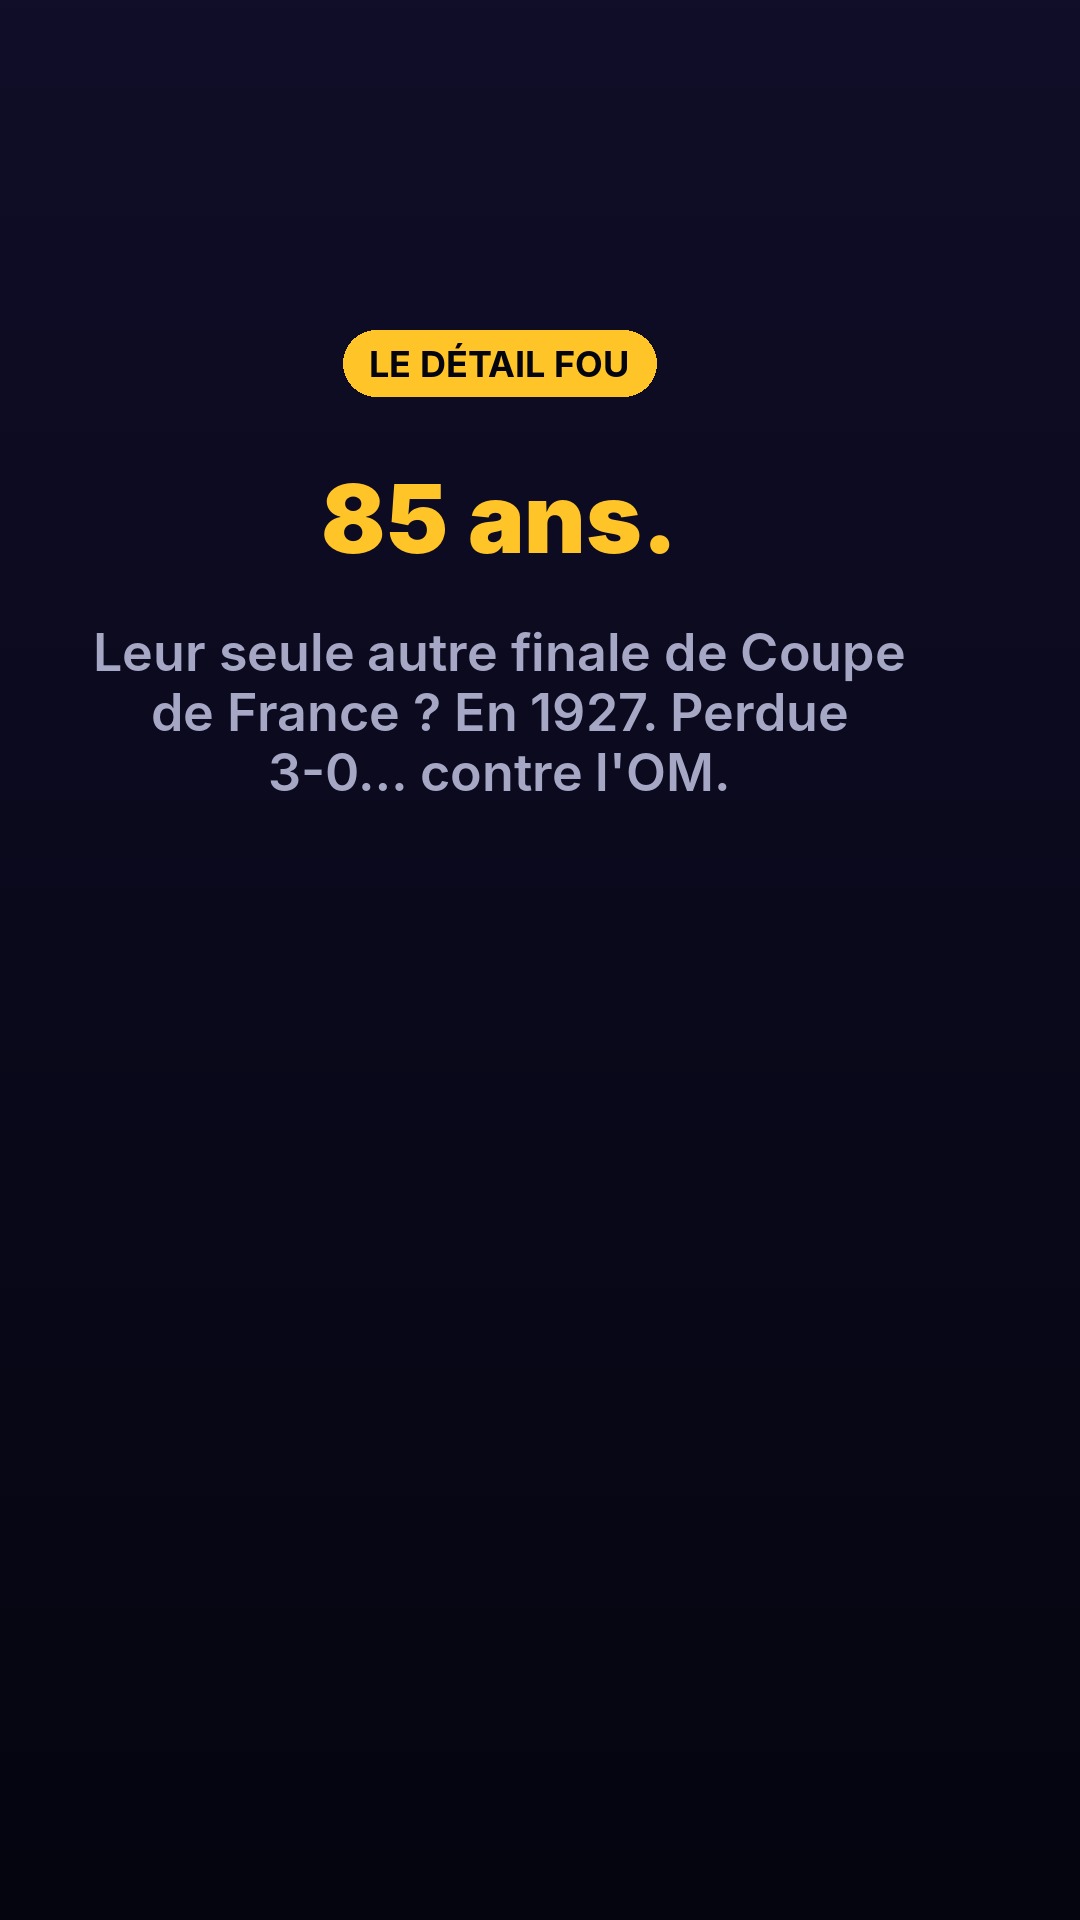 LE DÉTAIL FOU
85 ans.
Leur seule autre finale de Coupe
de France ? En 1927. Perdue
3-0... contre l'OM.